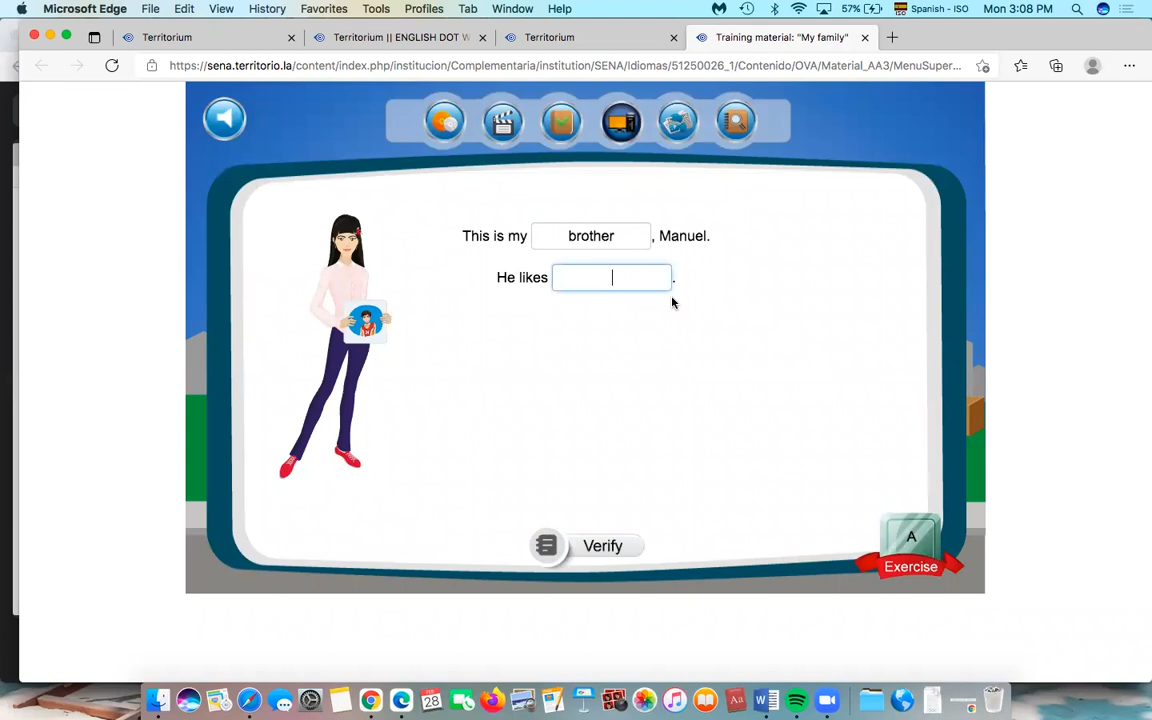 Microsoft Edge File Edit View History Favorites Tools Profiles Tab Window Help 57% Spanish - ISO Mon 3:08 PM
Territorium Territorium || ENGLISH DOT W Territorium Training material: "My family"
https://sena.territorio.la/content/index.php/institucion/Complementaria/institution/SENA/Idiomas/51250026_1/Contenido/OVA/Material_AA3/MenuSuper...
This is my brother, Manuel.
He likes .
Verify
A
Exercise
28